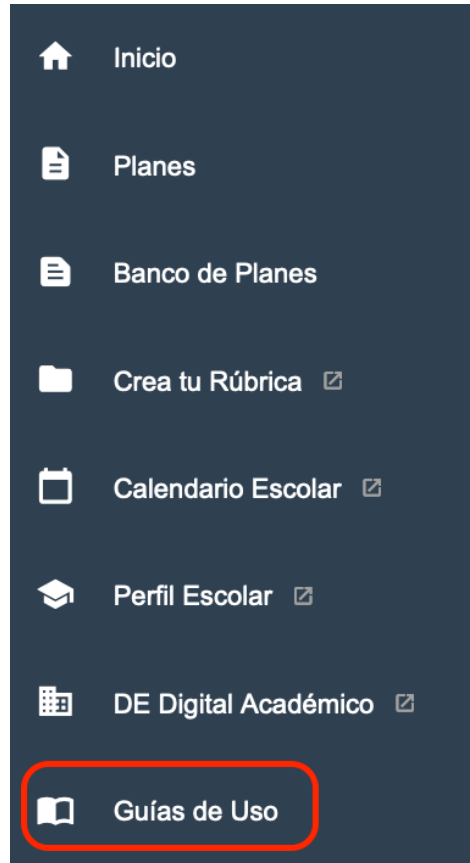 Inicio
Planes
Banco de Planes
Crea tu Rúbrica
Calendario Escolar
Perfil Escolar
DE Digital Académico
Guías de Uso